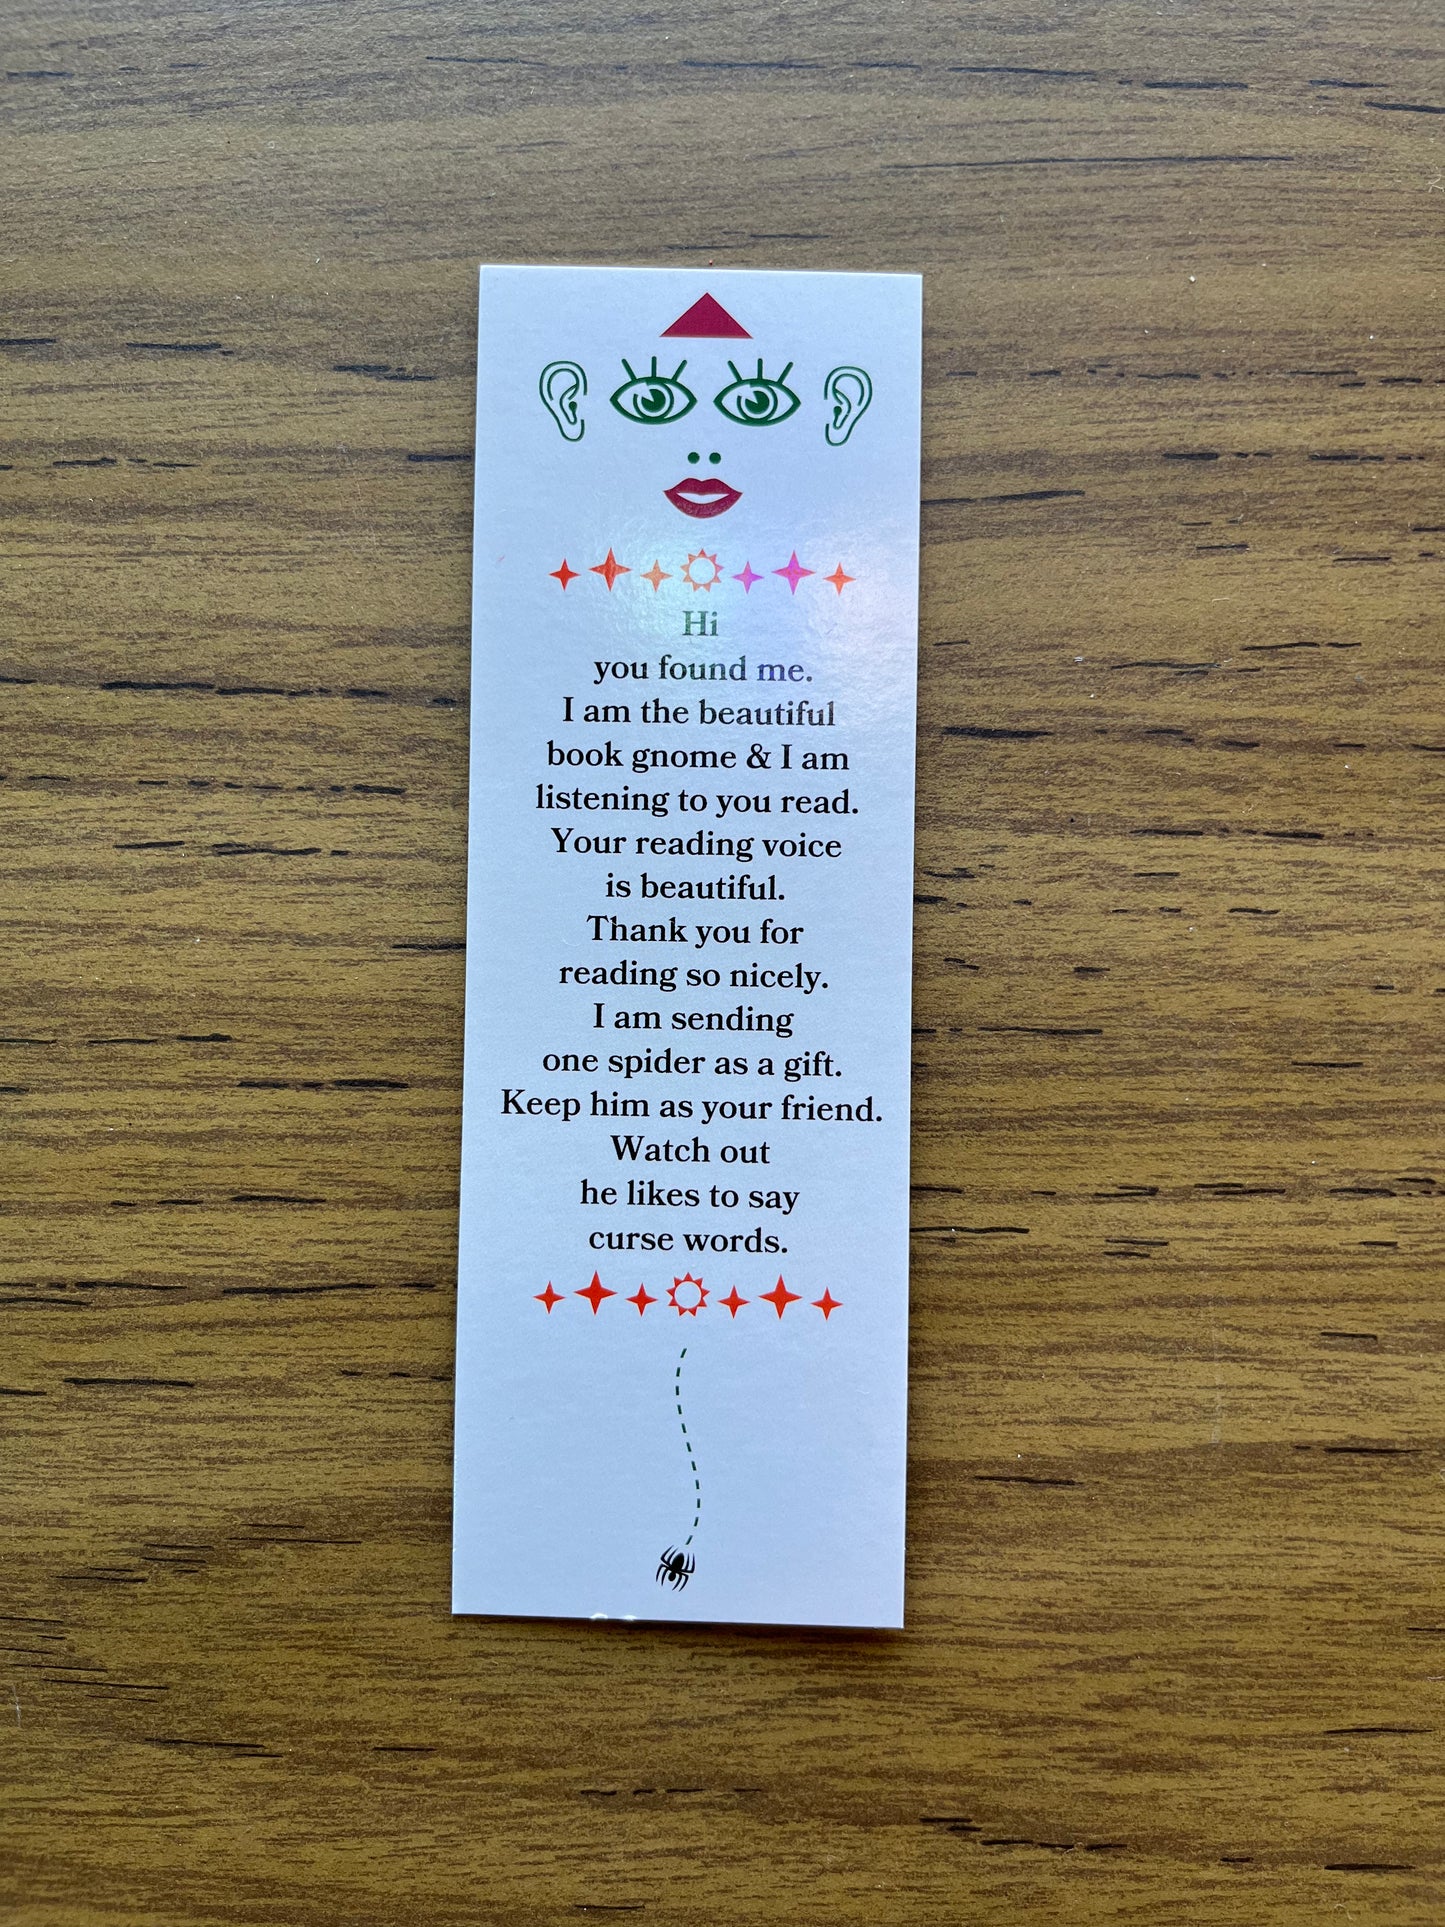 Hi
you found me.
I am the beautiful
book gnome & I am
listening to you read.
Your reading voice
is beautiful.
Thank you for
reading so nicely.
I am sending
one spider as a gift.
Keep him as your friend.
Watch out
he likes to say
curse words.